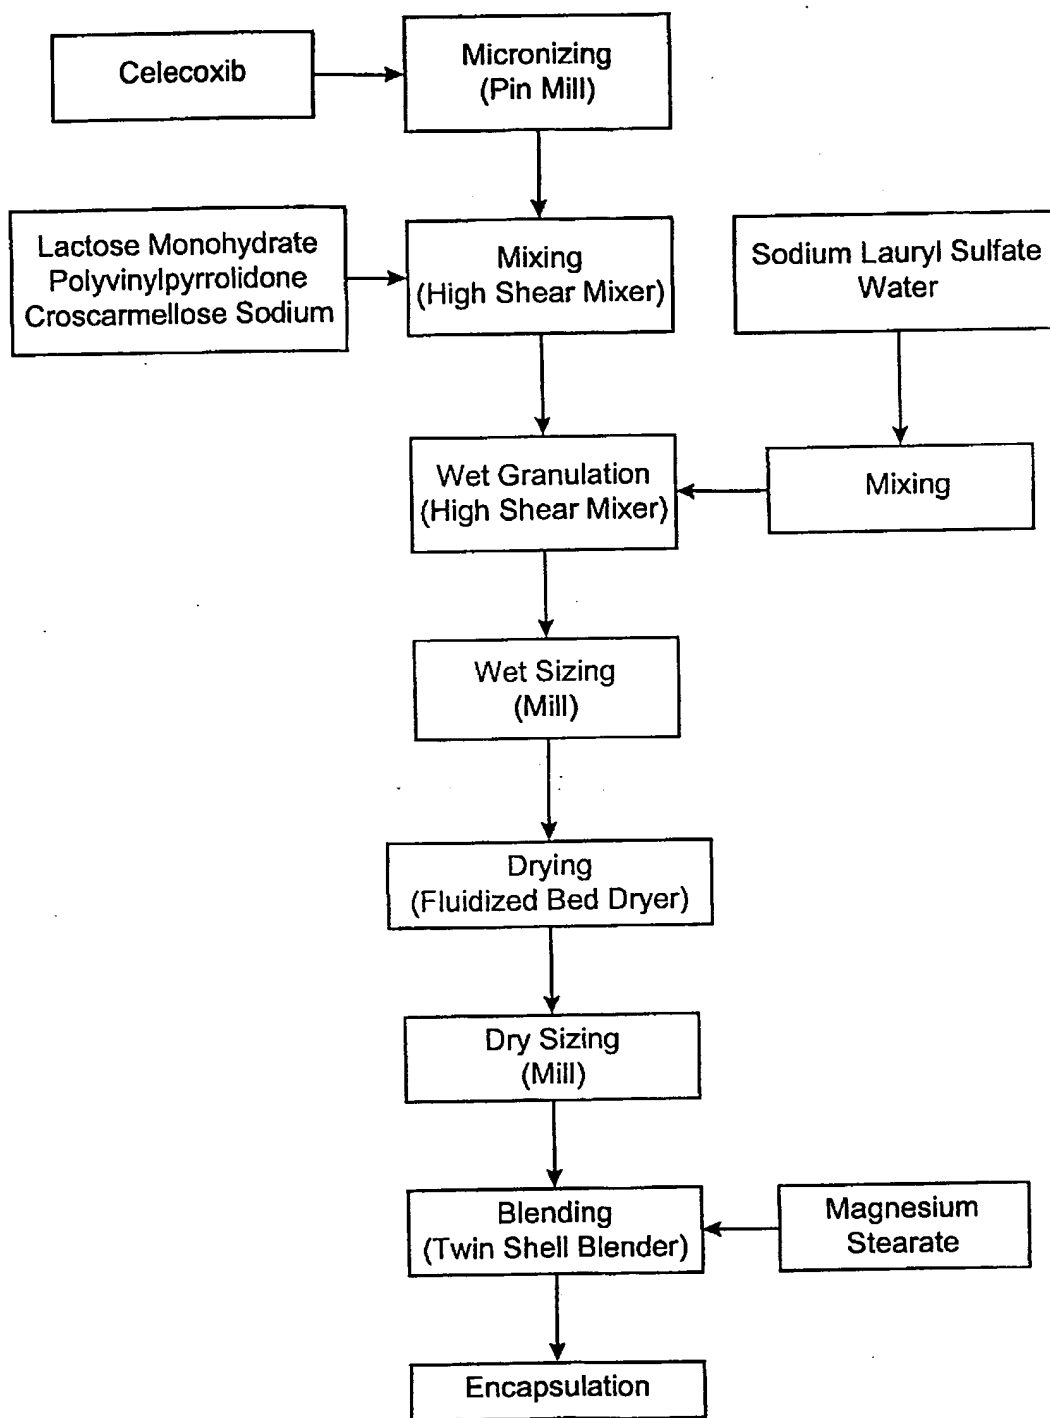 Celecoxib
Micronizing
(Pin Mill)
Lactose Monohydrate
Polyvinylpyrrolidone
Croscarmellose Sodium
Mixing
(High Shear Mixer)
Sodium Lauryl Sulfate
Water
Wet Granulation
(High Shear Mixer)
Mixing
Wet Sizing
(Mill)
Drying
(Fluidized Bed Dryer)
Dry Sizing
(Mill)
Blending
(Twin Shell Blender)
Magnesium
Stearate
Encapsulation